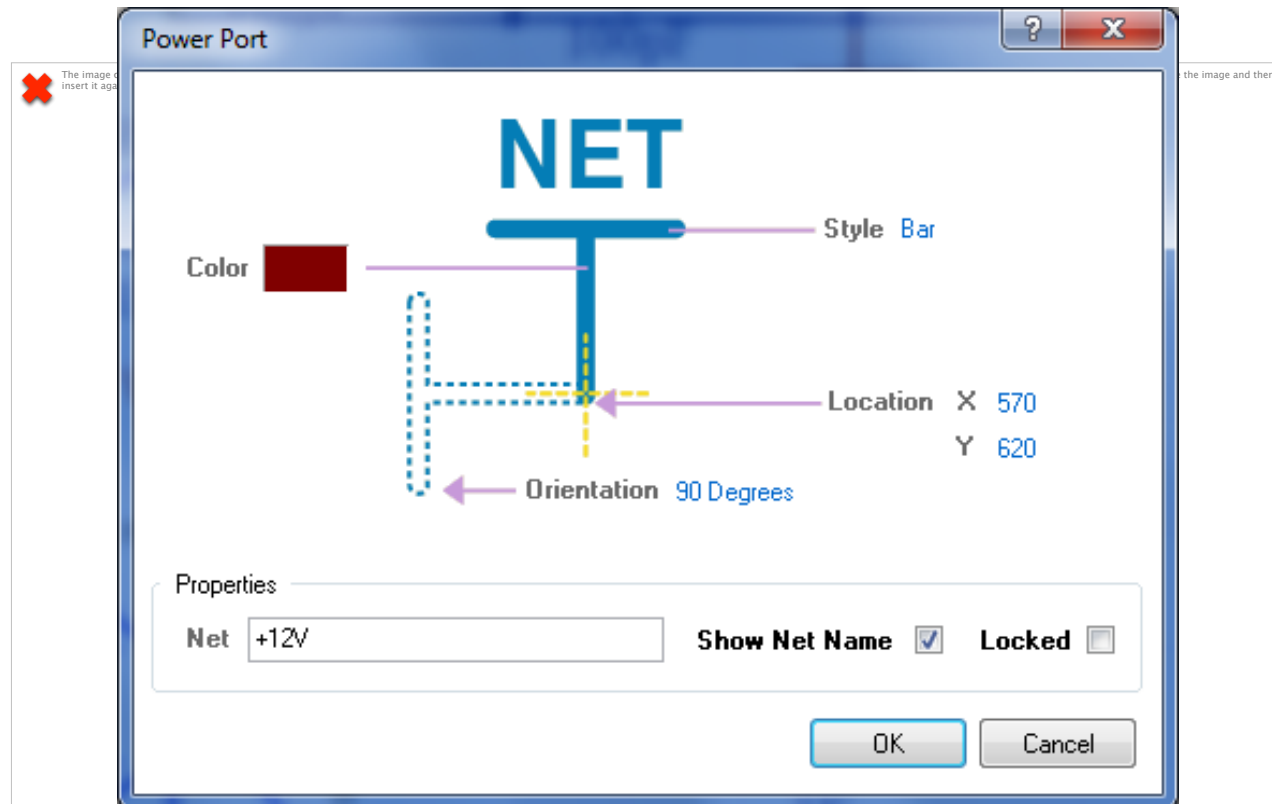 Power Port
?
X
The image c
insert it aga
e the image and then
NET
Style Bar
Color
Location X 570
Y 620
Orientation 90 Degrees
Properties
Net +12V Show Net Name Locked
OK Cancel